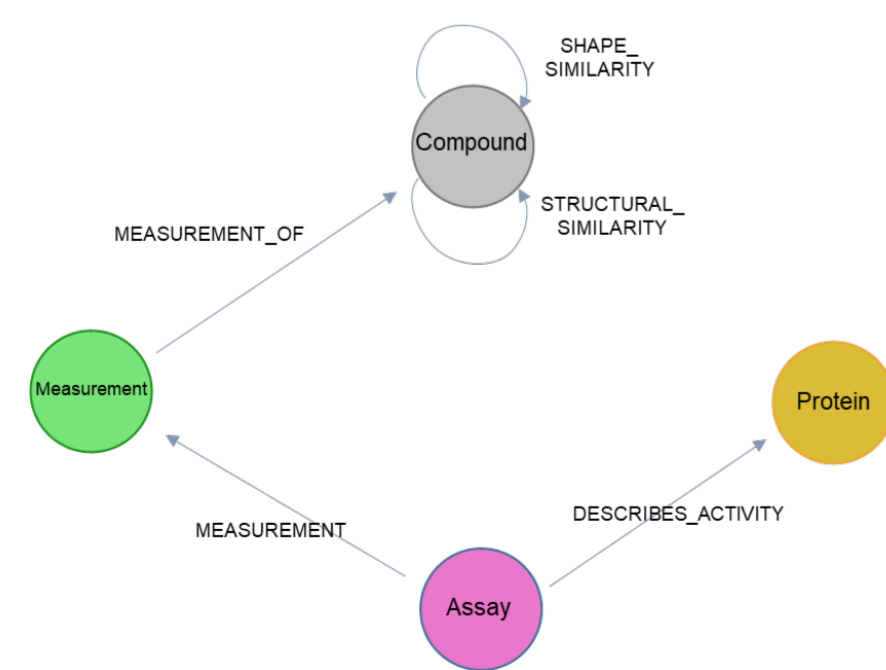 SHAPE_
SIMILARITY
Compound
STRUCTURAL_
SIMILARITY
MEASUREMENT_OF
Measurement
Protein
DESCRIBES_ACTIVITY
MEASUREMENT
Assay